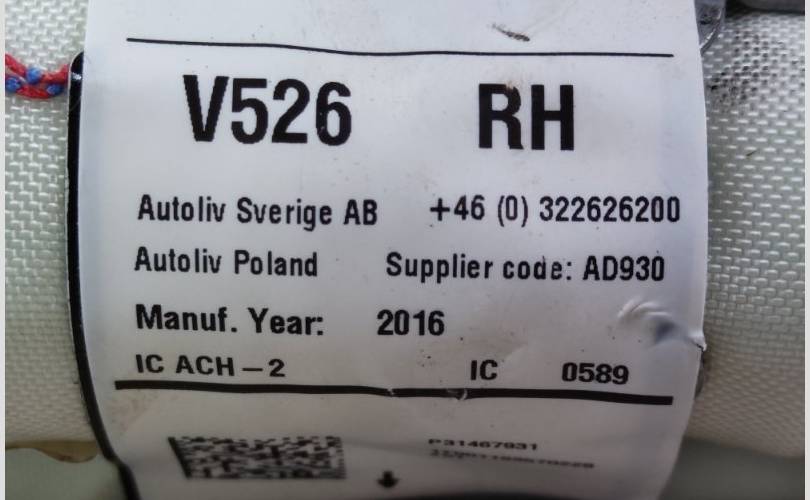 V526 RH
Autoliv Sverige AB +46 (0) 322626200
Autoliv Poland Supplier code: AD930
Manuf. Year: 2016
IC ACH-2 IC 0589
P31467831